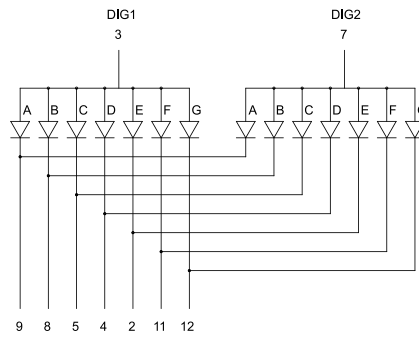 DIG1 DIG2
3 7
A B C D E F G A B C D E F
9 8 5 4 2 11 12